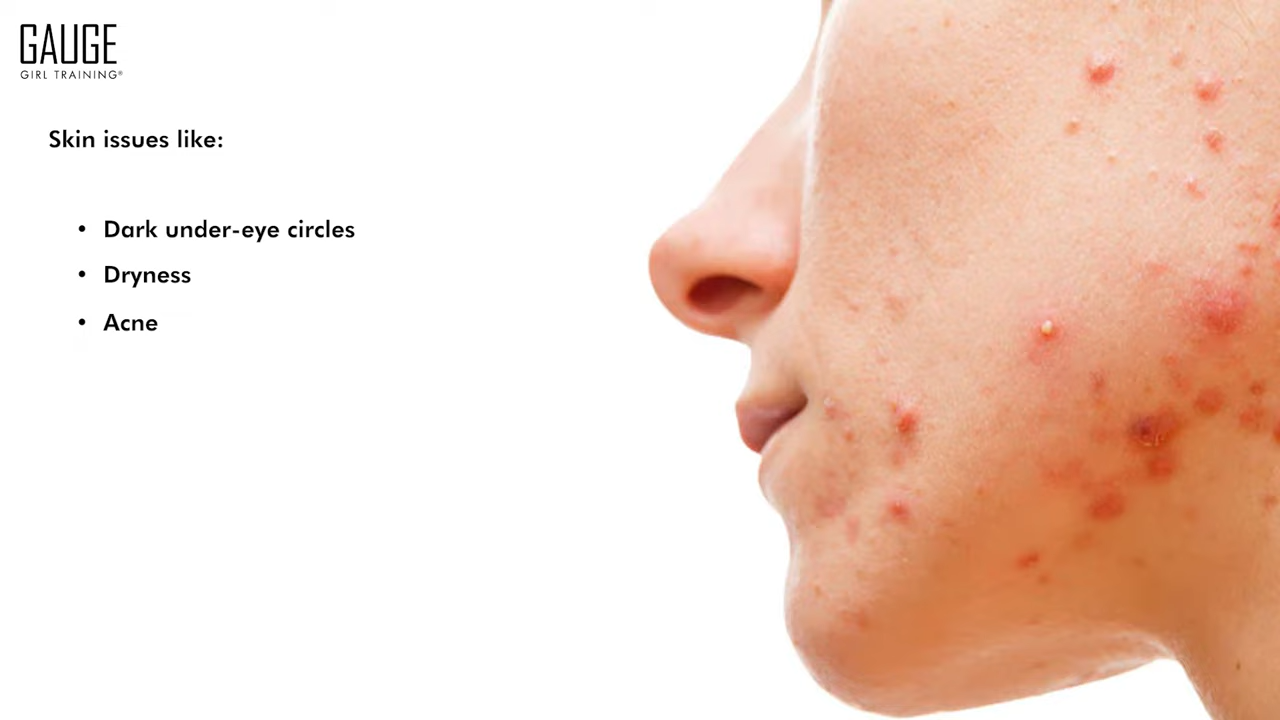 GAUGE
GIRL TRAINING®
Skin issues like:
• Dark under-eye circles
• Dryness
• Acne